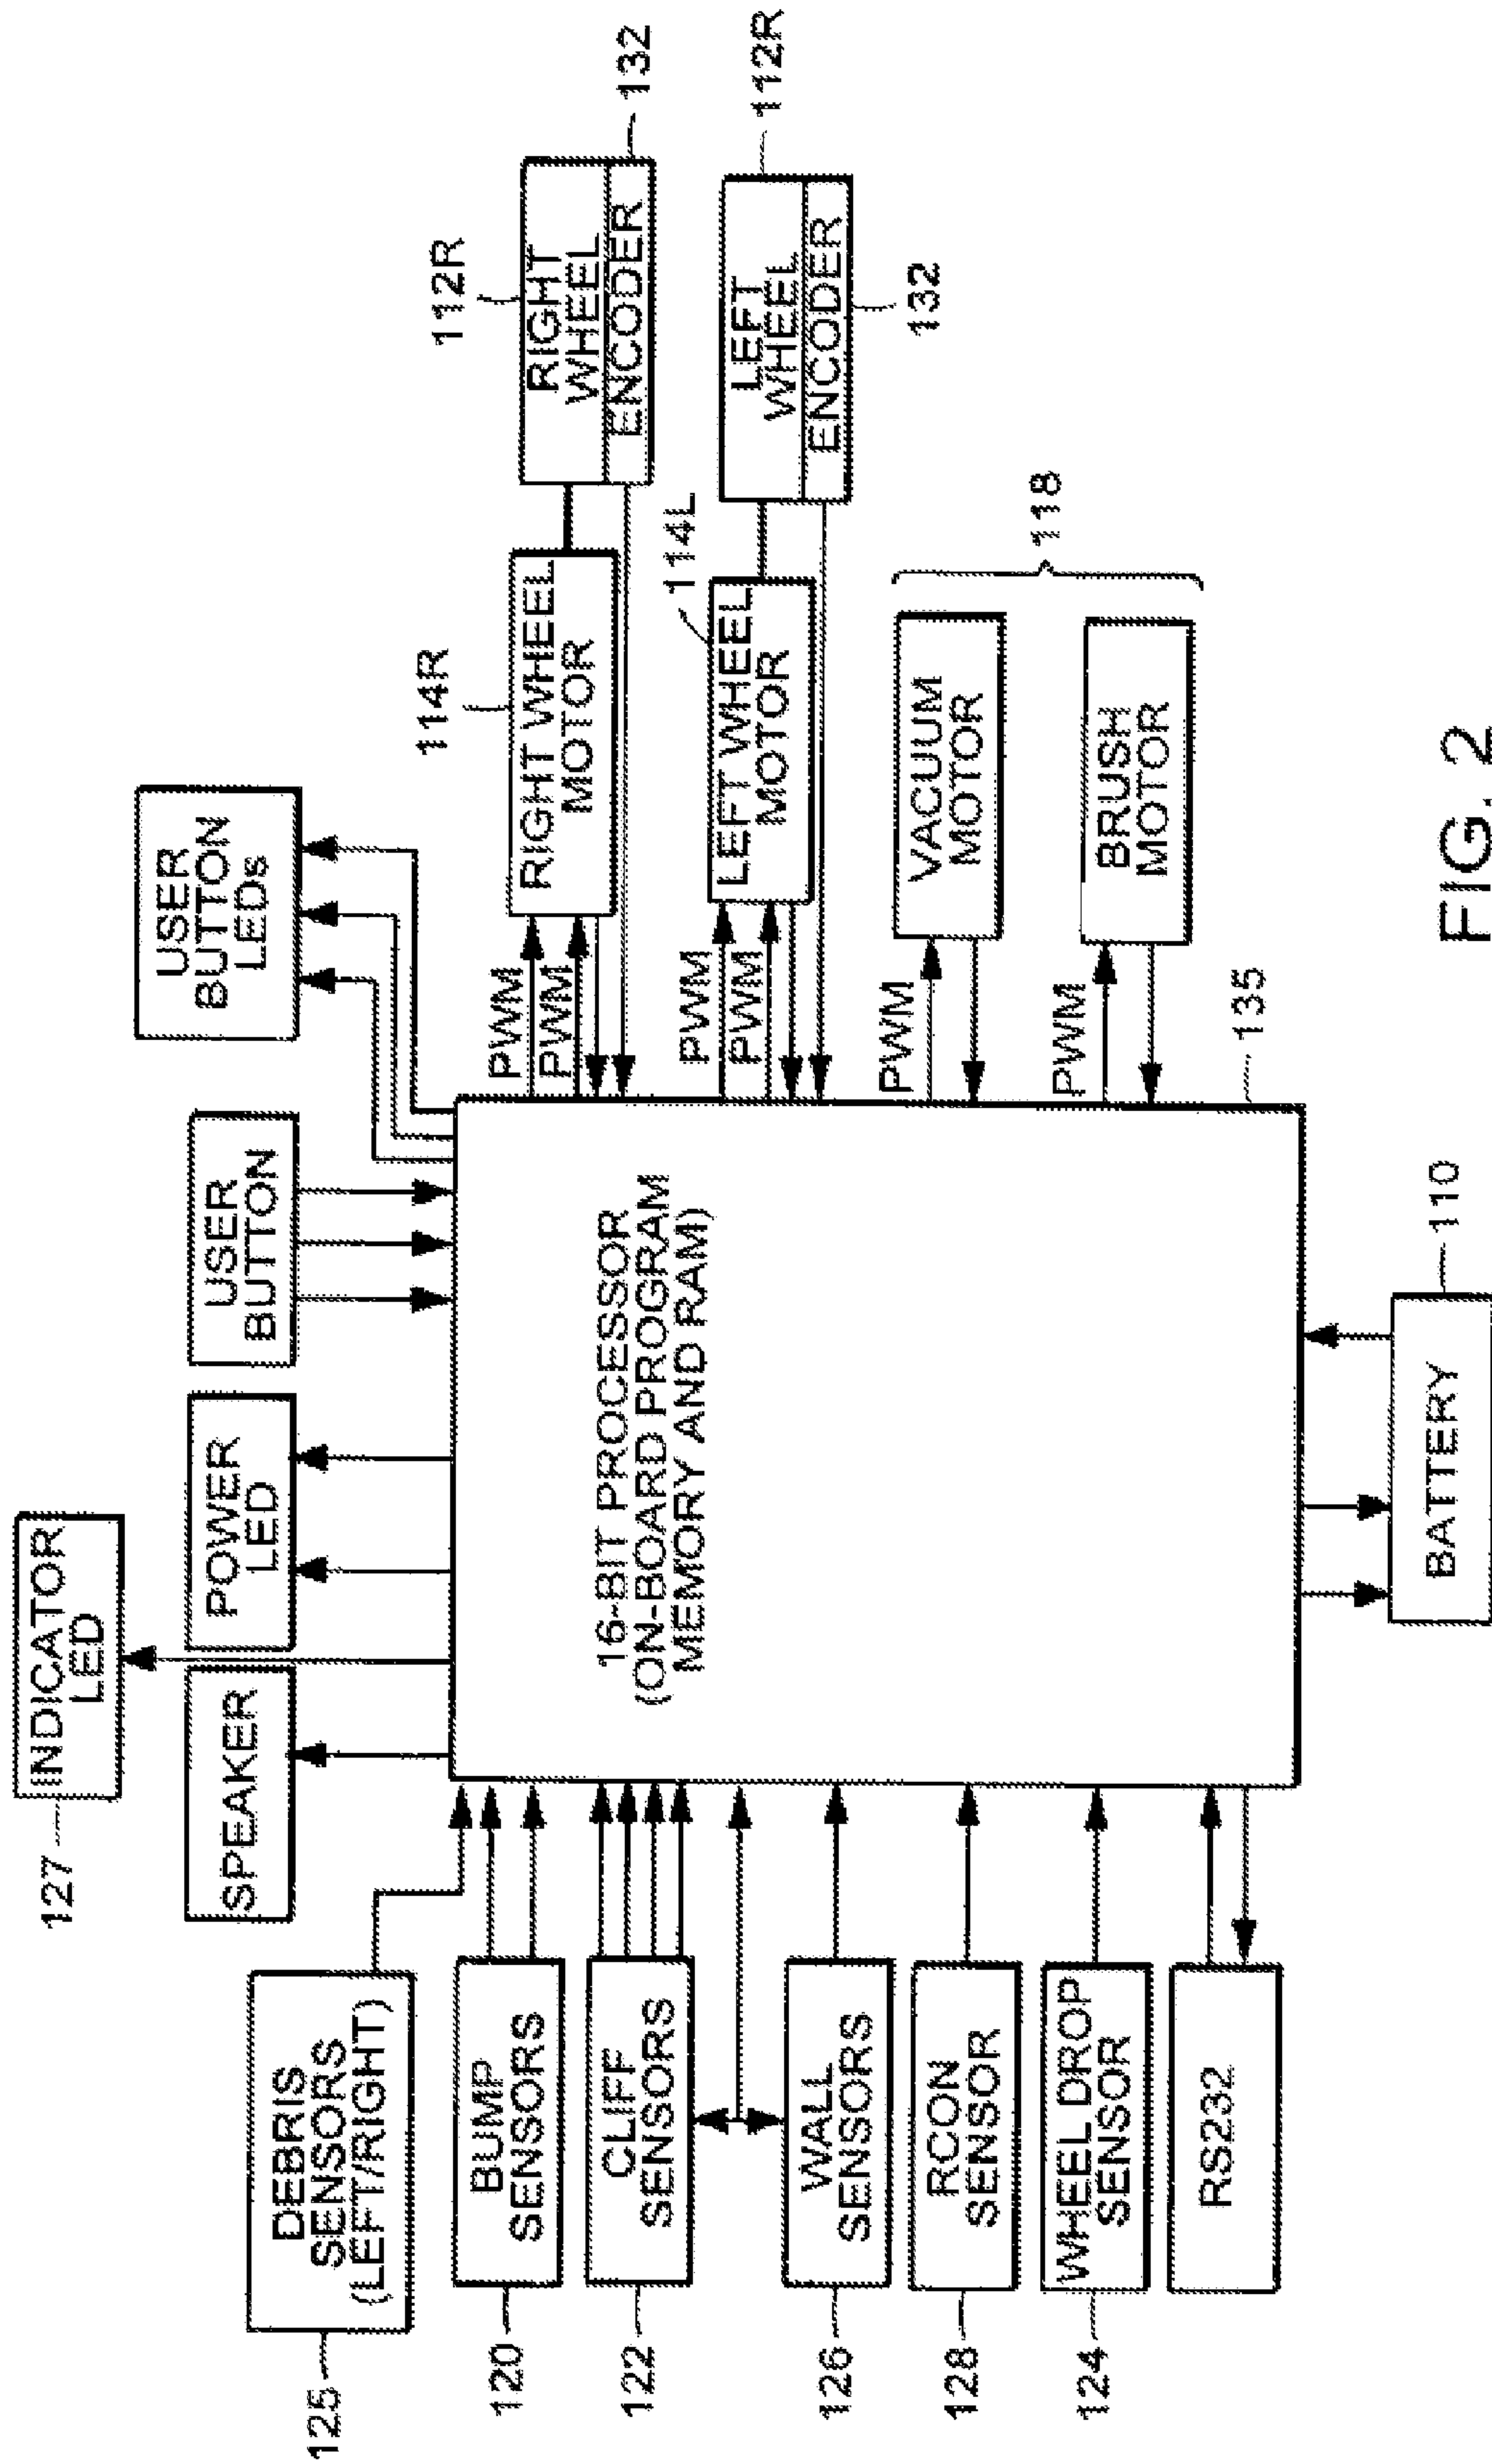 127
INDICATOR
LED
SPEAKER
POWER
LED
USER
BUTTON
USER
BUTTON
LEDs
125
DEBRIS
SENSORS
(LEFT/RIGHT)
120
BUMP
SENSORS
122
CLIFF
SENSORS
126
WALL
SENSORS
128
RCON
SENSOR
124
WHEEL DROP
SENSOR
RS232
16-BIT PROCESSOR
(ON-BOARD PROGRAM
MEMORY AND RAM)
135
BATTERY
110
PWM
PWM
114R
RIGHT WHEEL
MOTOR
112R
RIGHT
WHEEL
ENCODER
132
PWM
PWM
114L
LEFT WHEEL
MOTOR
112R
LEFT
WHEEL
ENCODER
132
PWM
VACUUM
MOTOR
118
PWM
BRUSH
MOTOR
FIG. 2